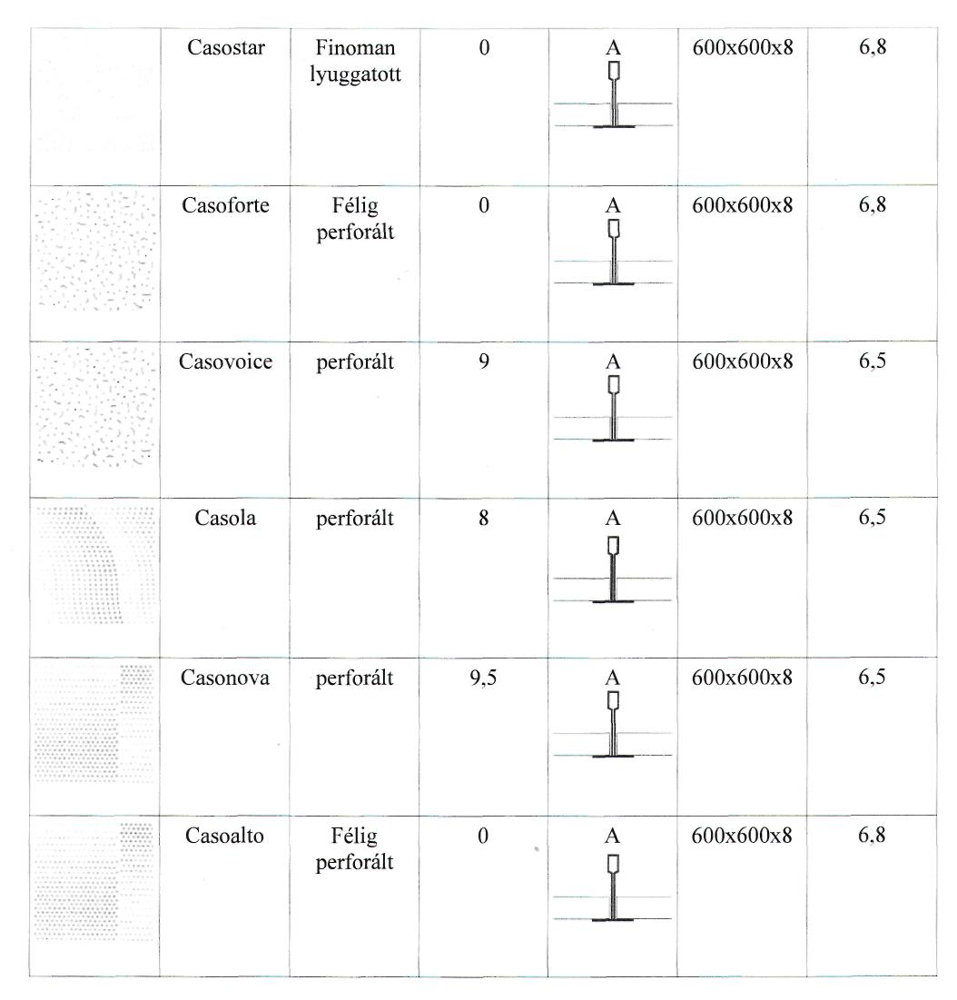 Casostar Finoman 0 A 600x600x8 6,8
lyuggatott
Casoforte Félig 0 A 600x600x8 6,8
perforált
Casovoice perforált 9 A 600x600x8 6,5
Casola perforált 8 A 600x600x8 6,5
Casonova perforált 9,5 A 600x600x8 6,5
Casoalto Félig 0 A 600x600x8 6,8
perforált